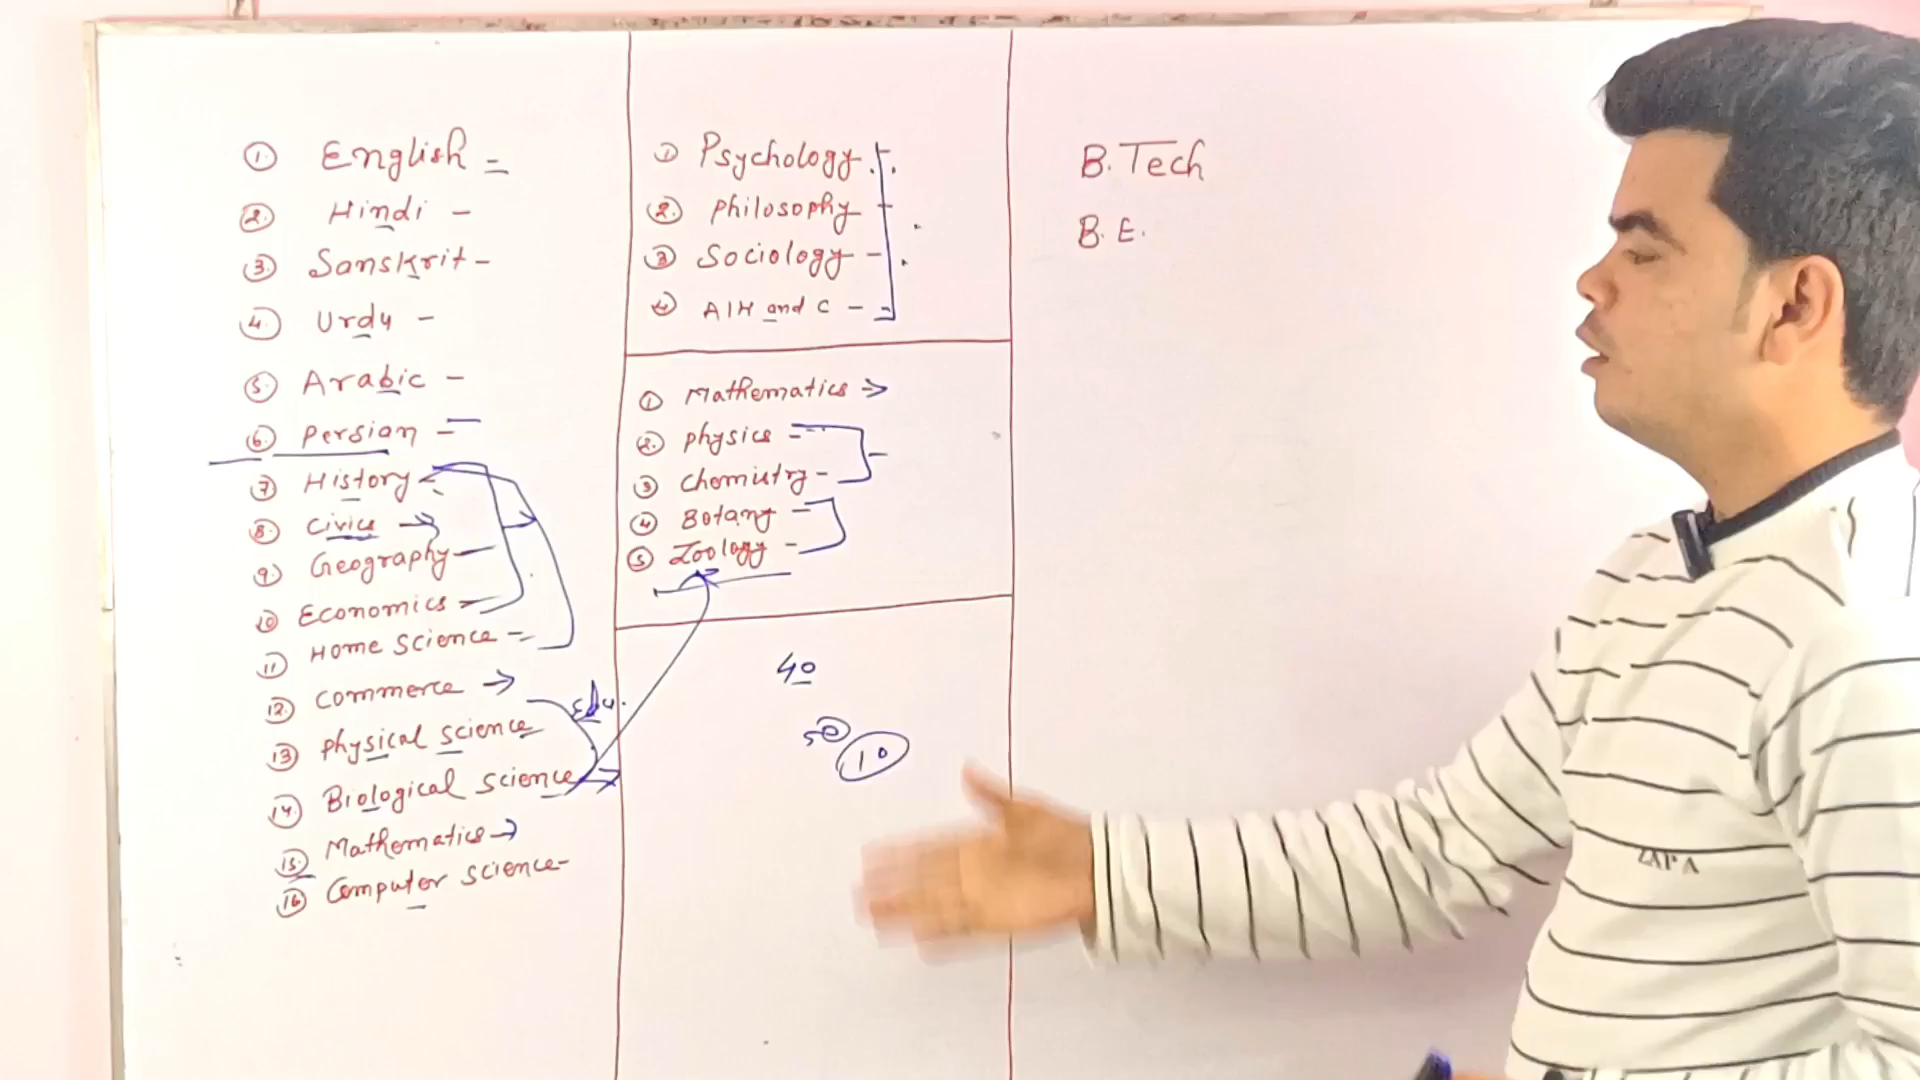 1. English =
2. Hindi -
3. Sanskrit -
4. Urdu -
5. Arabic -
6. Persian -
7. History
8. Civics →
9. Geography
10. Economics
11. Home Science -
12. Commerce →
13. Physical Science
14. Biological Science
15. Mathematics →
16. Computer Science -
Edu.
1. Psychology
2. Philosophy
3. Sociology -
4. AIH and C -
1. Mathematics →
2. Physics -
3. Chemistry -
4. Botany -
5. Zoology -
40
50
10
B.Tech
B.E.
ZAPA